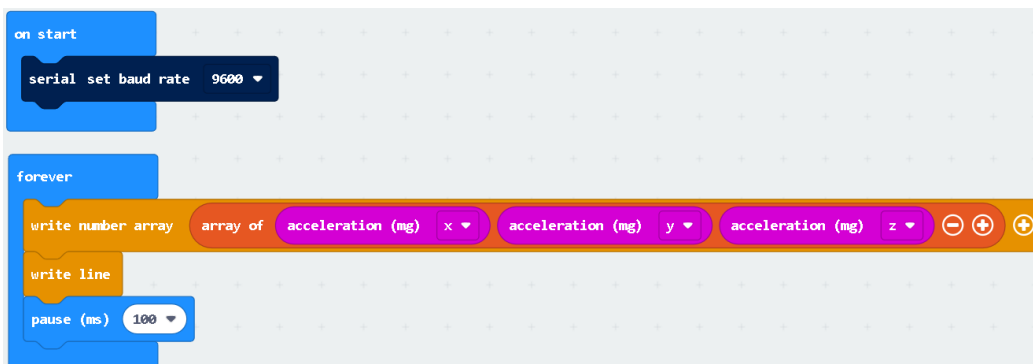 on start
serial set baud rate 9600
forever
write number array array of acceleration (mg) x acceleration (mg) y acceleration (mg) z
write line
pause (ms) 100